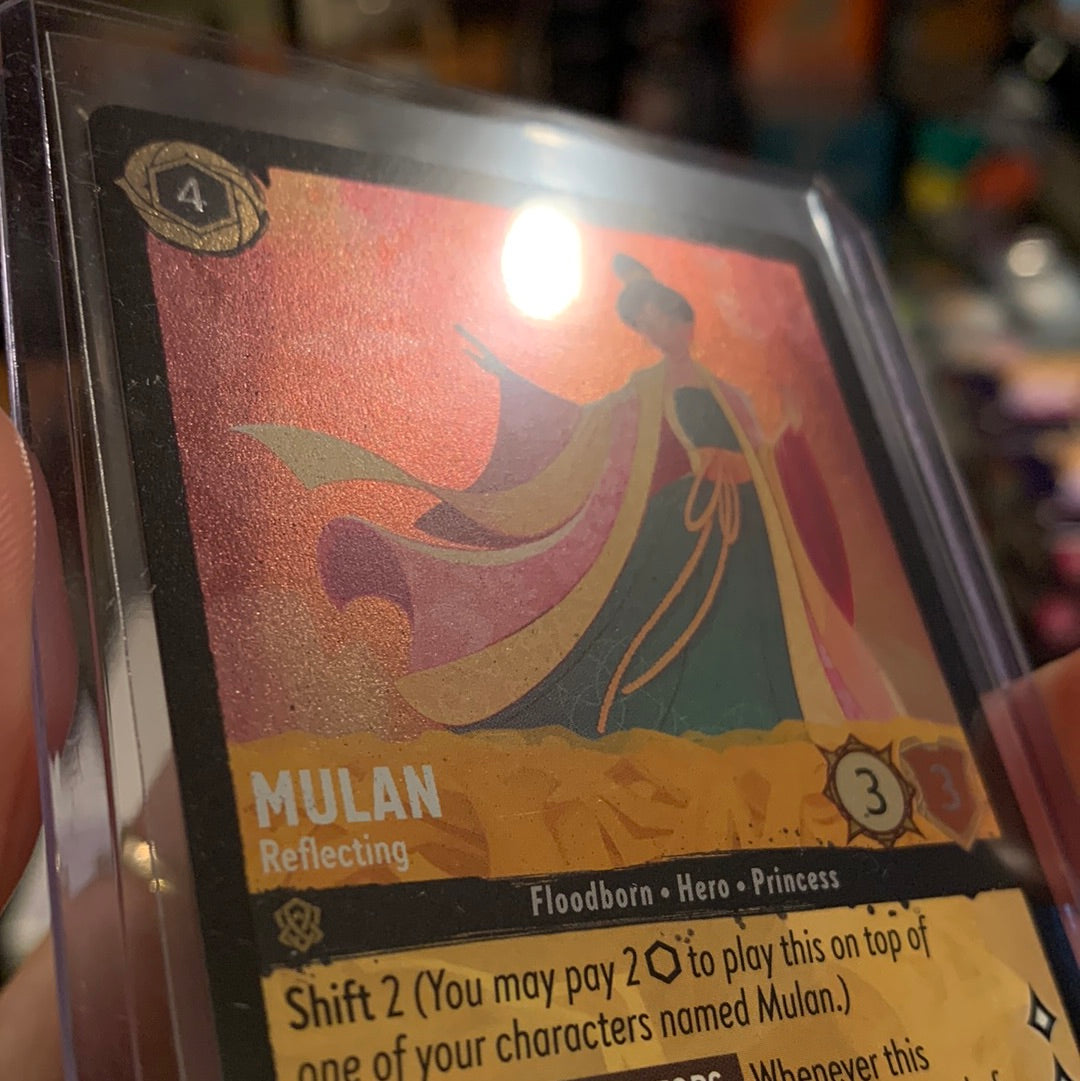 4
MULAN
Reflecting
3 3
Floodborn • Hero • Princess
Shift 2 (You may pay 2 ⬡ to play this on top of
one of your characters named Mulan.)
Whenever this